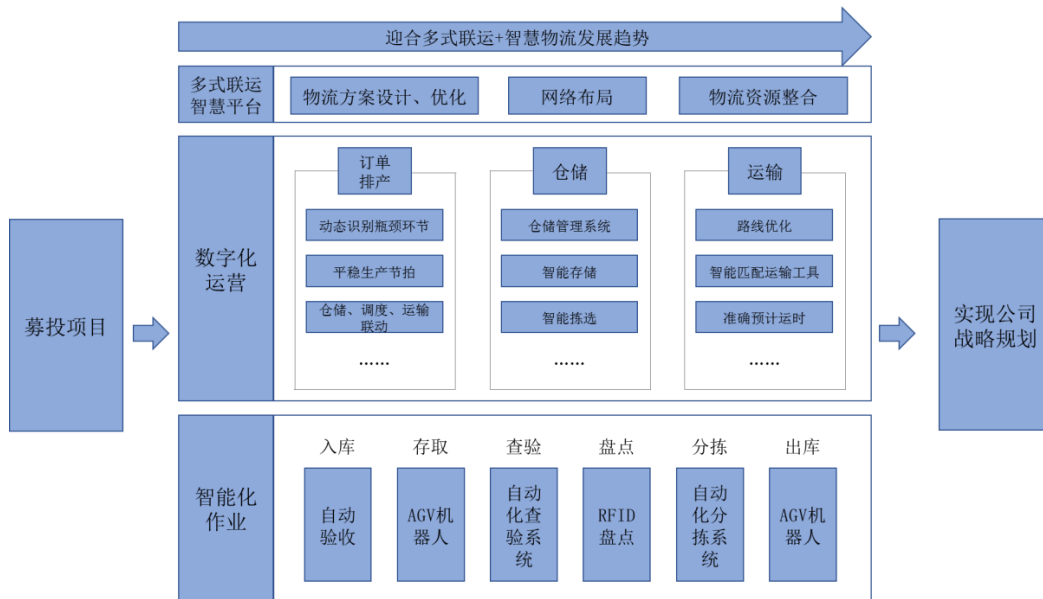 迎合多式联运+智慧物流发展趋势
多式联运
智慧平台
物流方案设计、优化
网络布局
物流资源整合
募投项目
数字化
运营
订单
排产
动态识别瓶颈环节
平稳生产节拍
仓储、调度、运输
联动
......
仓储
仓储管理系统
智能存储
智能拣选
......
运输
路线优化
智能匹配运输工具
准确预计运时
......
智能化
作业
入库
自动
验收
存取
AGV机
器人
查验
自动
化查
验系
统
盘点
RFID
盘点
分拣
自动
化分
拣系
统
出库
AGV机
器人
实现公司
战略规划